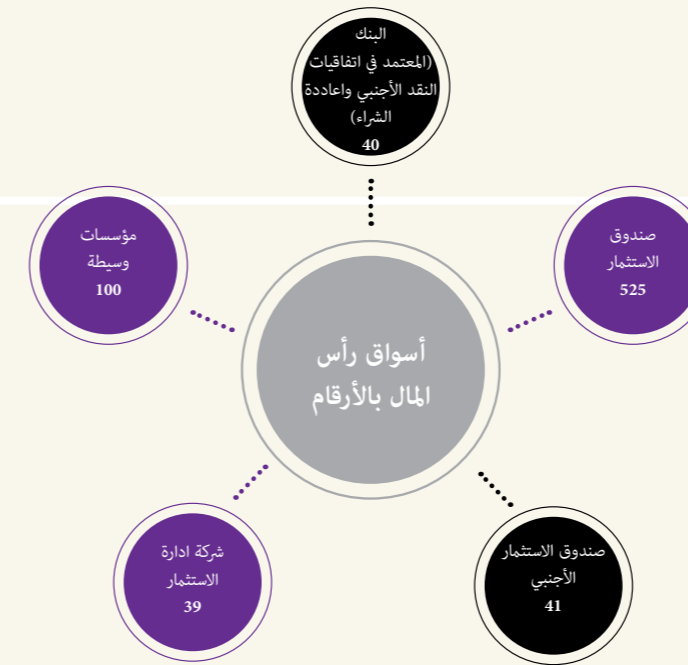 البنك
(المعتمد في اتفاقيات
النقد الأجنبي واعاددة
الشراء)
40
صندوق
الاستثمار
525
مؤسسات
وسيطة
100
أسواق رأس
المال بالأرقام
صندوق الاستثمار
الأجنبي
41
شركة ادارة
الاستثمار
39